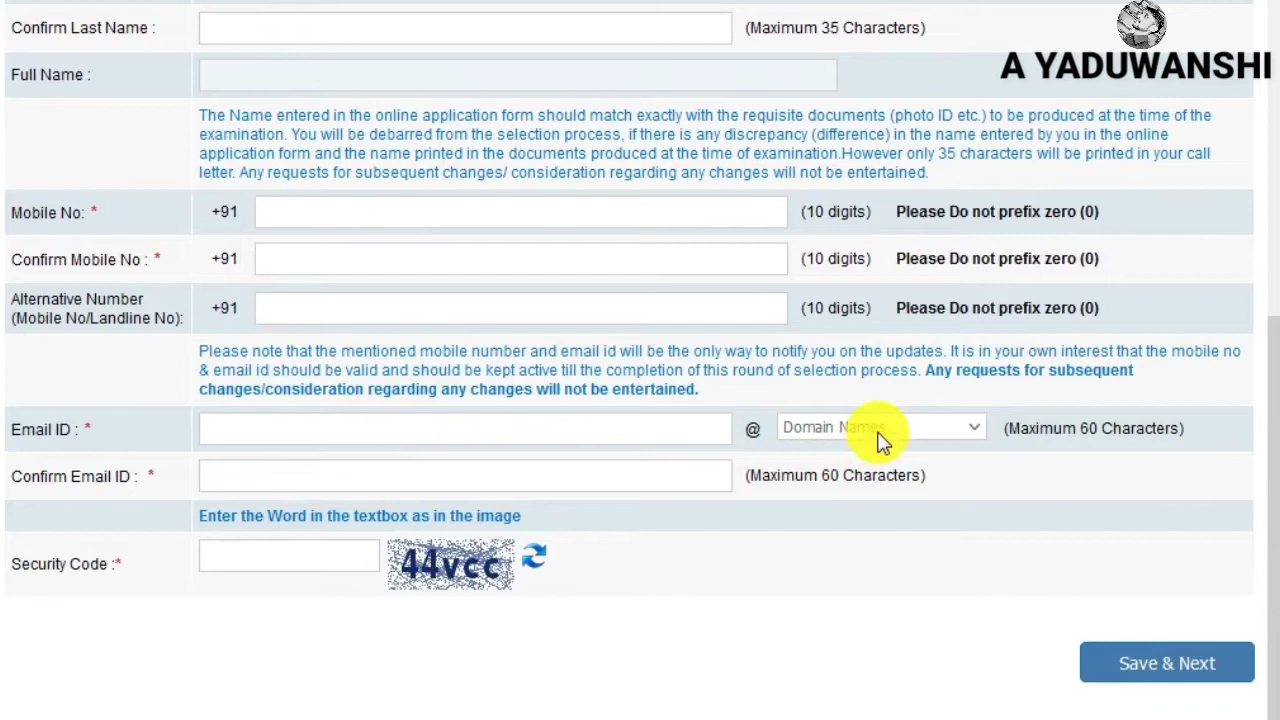 Confirm Last Name :
(Maximum 35 Characters)
A YADUWANSHI
Full Name :
The Name entered in the online application form should match exactly with the requisite documents (photo ID etc.) to be produced at the time of the
examination. You will be debarred from the selection process, if there is any discrepancy (difference) in the name entered by you in the online
application form and the name printed in the documents produced at the time of examination.However only 35 characters will be printed in your call
letter. Any requests for subsequent changes/ consideration regarding any changes will not be entertained.
Mobile No: * +91 (10 digits) Please Do not prefix zero (0)
Confirm Mobile No : * +91 (10 digits) Please Do not prefix zero (0)
Alternative Number
(Mobile No/Landline No): +91 (10 digits) Please Do not prefix zero (0)
Please note that the mentioned mobile number and email id will be the only way to notify you on the updates. It is in your own interest that the mobile no
& email id should be valid and should be kept active till the completion of this round of selection process. Any requests for subsequent
changes/consideration regarding any changes will not be entertained.
Email ID : * @ Domain Names (Maximum 60 Characters)
Confirm Email ID : * (Maximum 60 Characters)
Enter the Word in the textbox as in the image
Security Code :* 44vcc
Save & Next